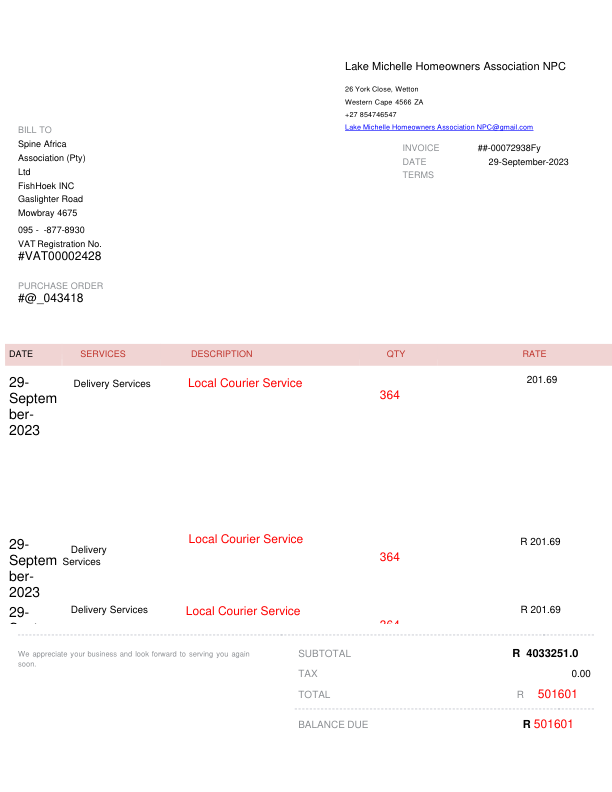 Lake Michelle Homeowners Association NPC
26 York Close, Wetton
Western Cape 4566 ZA
+27 854746547
Lake Michelle Homeowners Association NPC@gmail.com
INVOICE ##-00072938Fy
DATE 29-September-2023
TERMS
BILL TO
Spine Africa
Association (Pty)
Ltd
FishHoek INC
Gaslighter Road
Mowbray 4675
095 - -877-8930
VAT Registration No.
#VAT00002428
PURCHASE ORDER
#@_043418
DATE SERVICES DESCRIPTION QTY RATE
29-
Septem
ber-
2023
Delivery Services
Local Courier Service
364
201.69
29-
Septem
ber-
2023
Delivery
Services
Local Courier Service
364
R 201.69
29-
Delivery Services
Local Courier Service
R 201.69
We appreciate your business and look forward to serving you again
soon.
SUBTOTAL R 4033251.0
TAX 0.00
TOTAL R 501601
BALANCE DUE R 501601